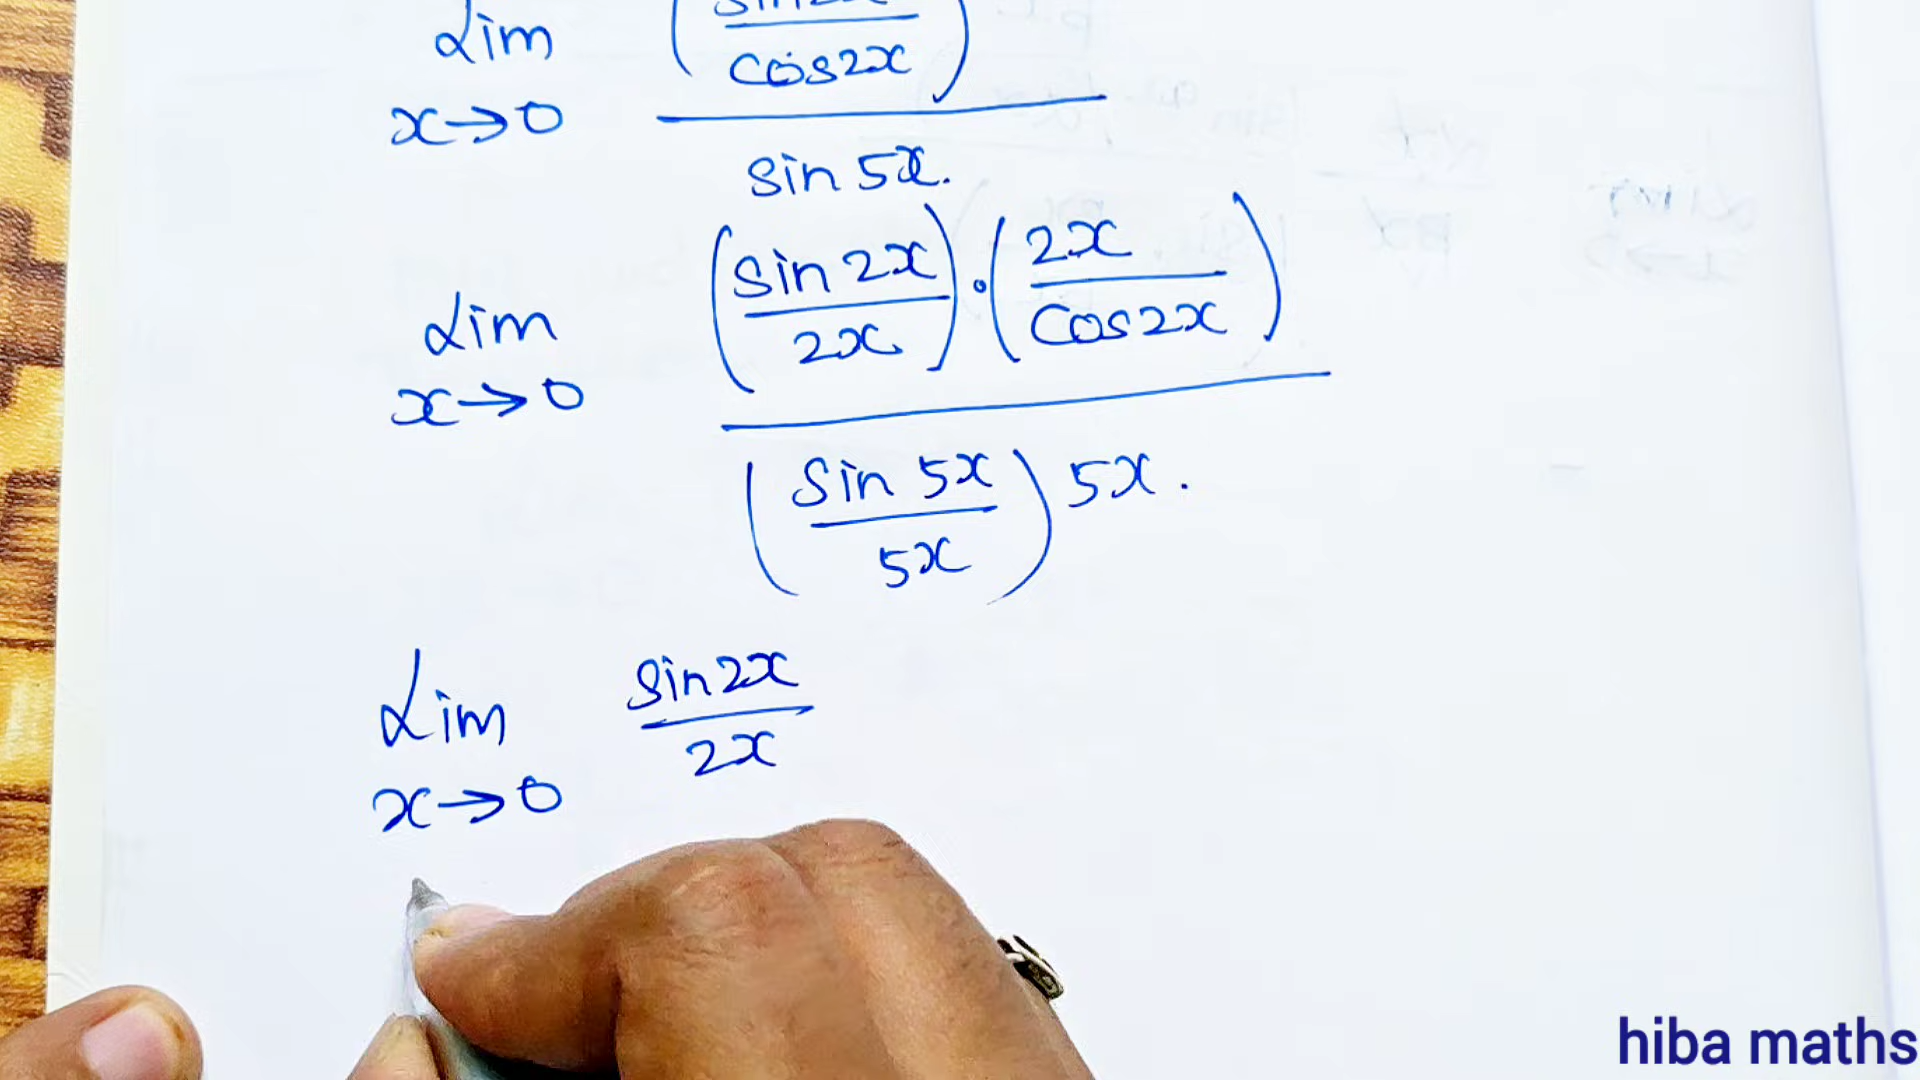 Lim
x→0
(sin2x / cos2x)
sin 5x.
Lim
x→0
(sin 2x / 2x) · (2x / cos2x)
(sin 5x / 5x) 5x.
Lim
x→0
sin2x / 2x
hiba maths